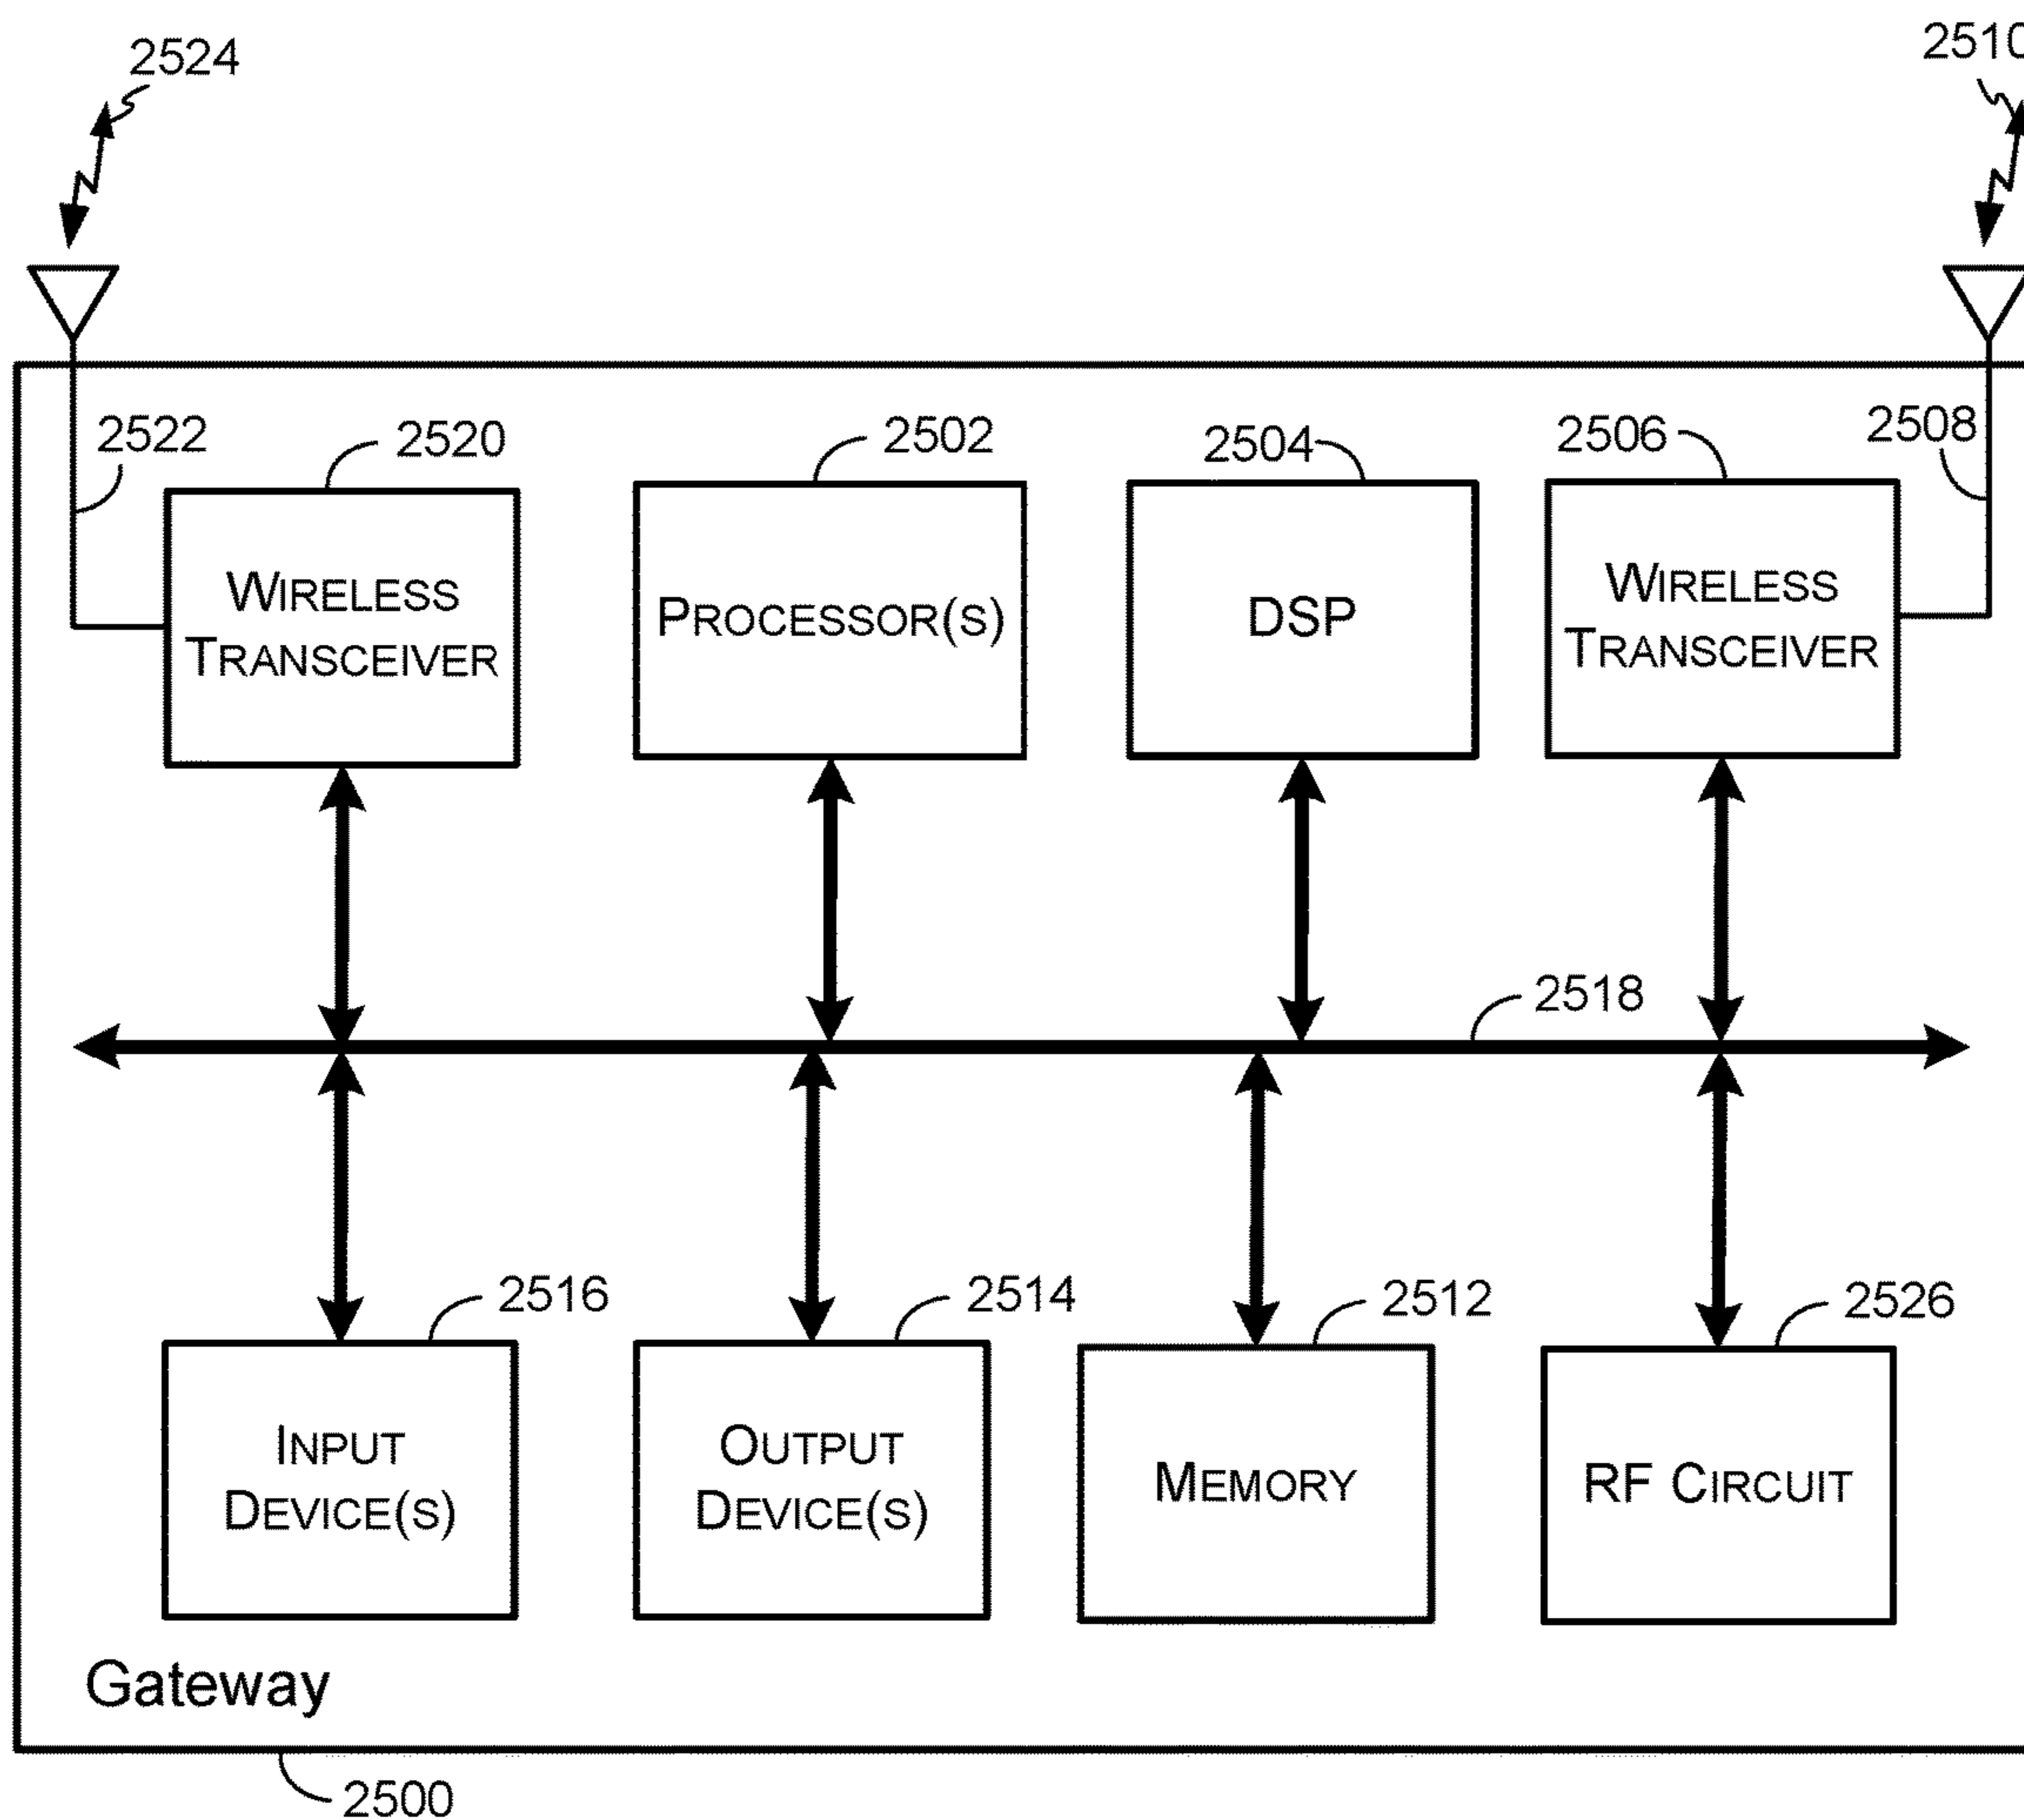 2524
2510
2522
2520
2502
2504
2506
2508
WIRELESS
TRANSCEIVER
PROCESSOR(S)
DSP
WIRELESS
TRANSCEIVER
2518
2516
2514
2512
2526
INPUT
DEVICE(S)
OUTPUT
DEVICE(S)
MEMORY
RF CIRCUIT
Gateway
2500